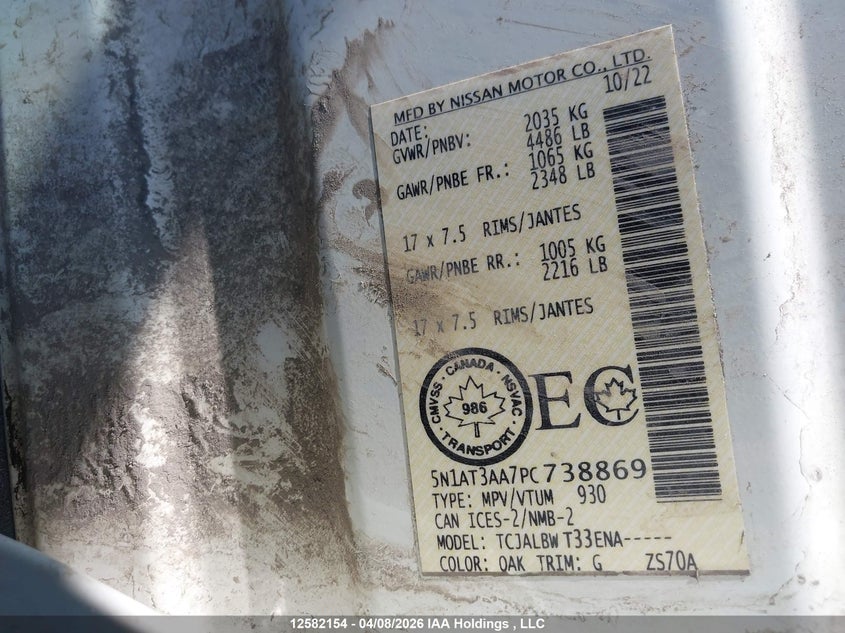 MFD BY NISSAN MOTOR CO., LTD.
DATE: 10/22
GVWR/PNBV: 2035 KG
4486 LB
GAWR/PNBE FR.: 1065 KG
2348 LB
17 x 7.5 RIMS/JANTES
GAWR/PNBE RR.: 1005 KG
2216 LB
17 x 7.5 RIMS/JANTES
CMVSS · CANADA · NSVAC · TRANSPORT ·
986
EC
5N1AT3AA7PC738869
TYPE: MPV/VTUM 930
CAN ICES-2/NMB-2
MODEL: TCJALBW T33ENA-----
COLOR: QAK TRIM: G ZS70A
12582154 - 04/08/2026 IAA Holdings , LLC